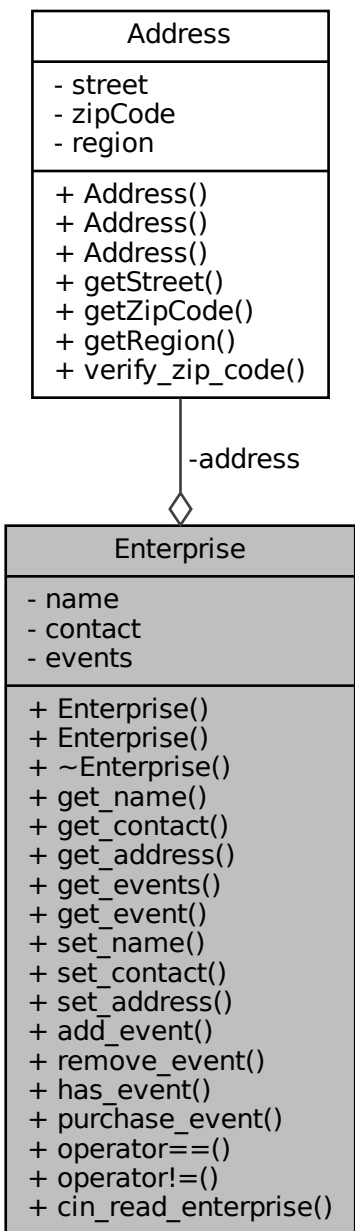 Address
- street
- zipCode
- region
+ Address()
+ Address()
+ Address()
+ getStreet()
+ getZipCode()
+ getRegion()
+ verify_zip_code()
-address
Enterprise
- name
- contact
- events
+ Enterprise()
+ Enterprise()
+ ~Enterprise()
+ get_name()
+ get_contact()
+ get_address()
+ get_events()
+ get_event()
+ set_name()
+ set_contact()
+ set_address()
+ add_event()
+ remove_event()
+ has_event()
+ purchase_event()
+ operator==()
+ operator!=()
+ cin_read_enterprise()